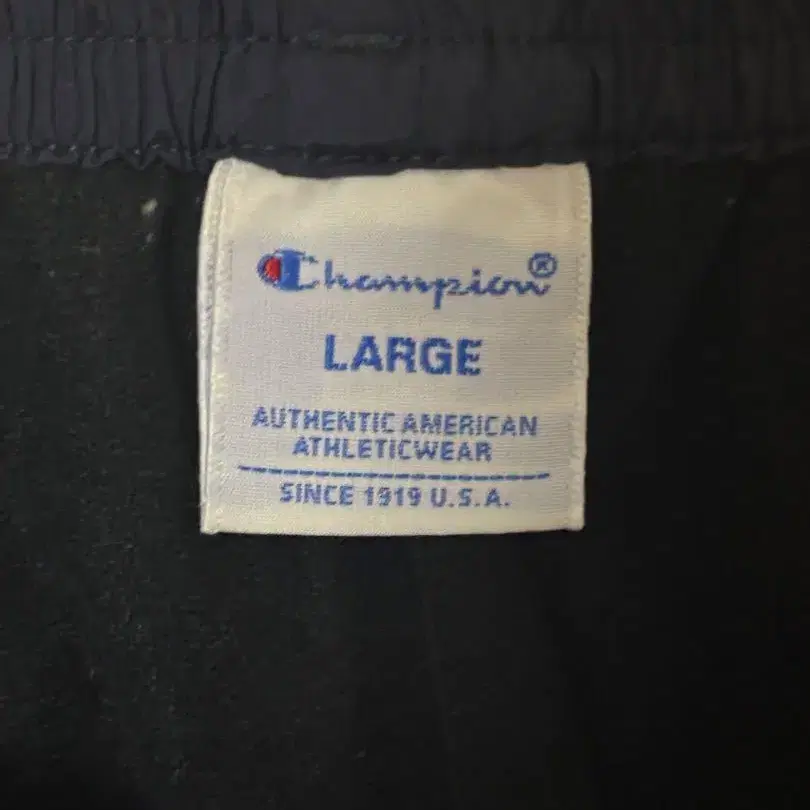 Champion®
LARGE
AUTHENTIC AMERICAN
ATHLETICWEAR
SINCE 1919 U.S.A.